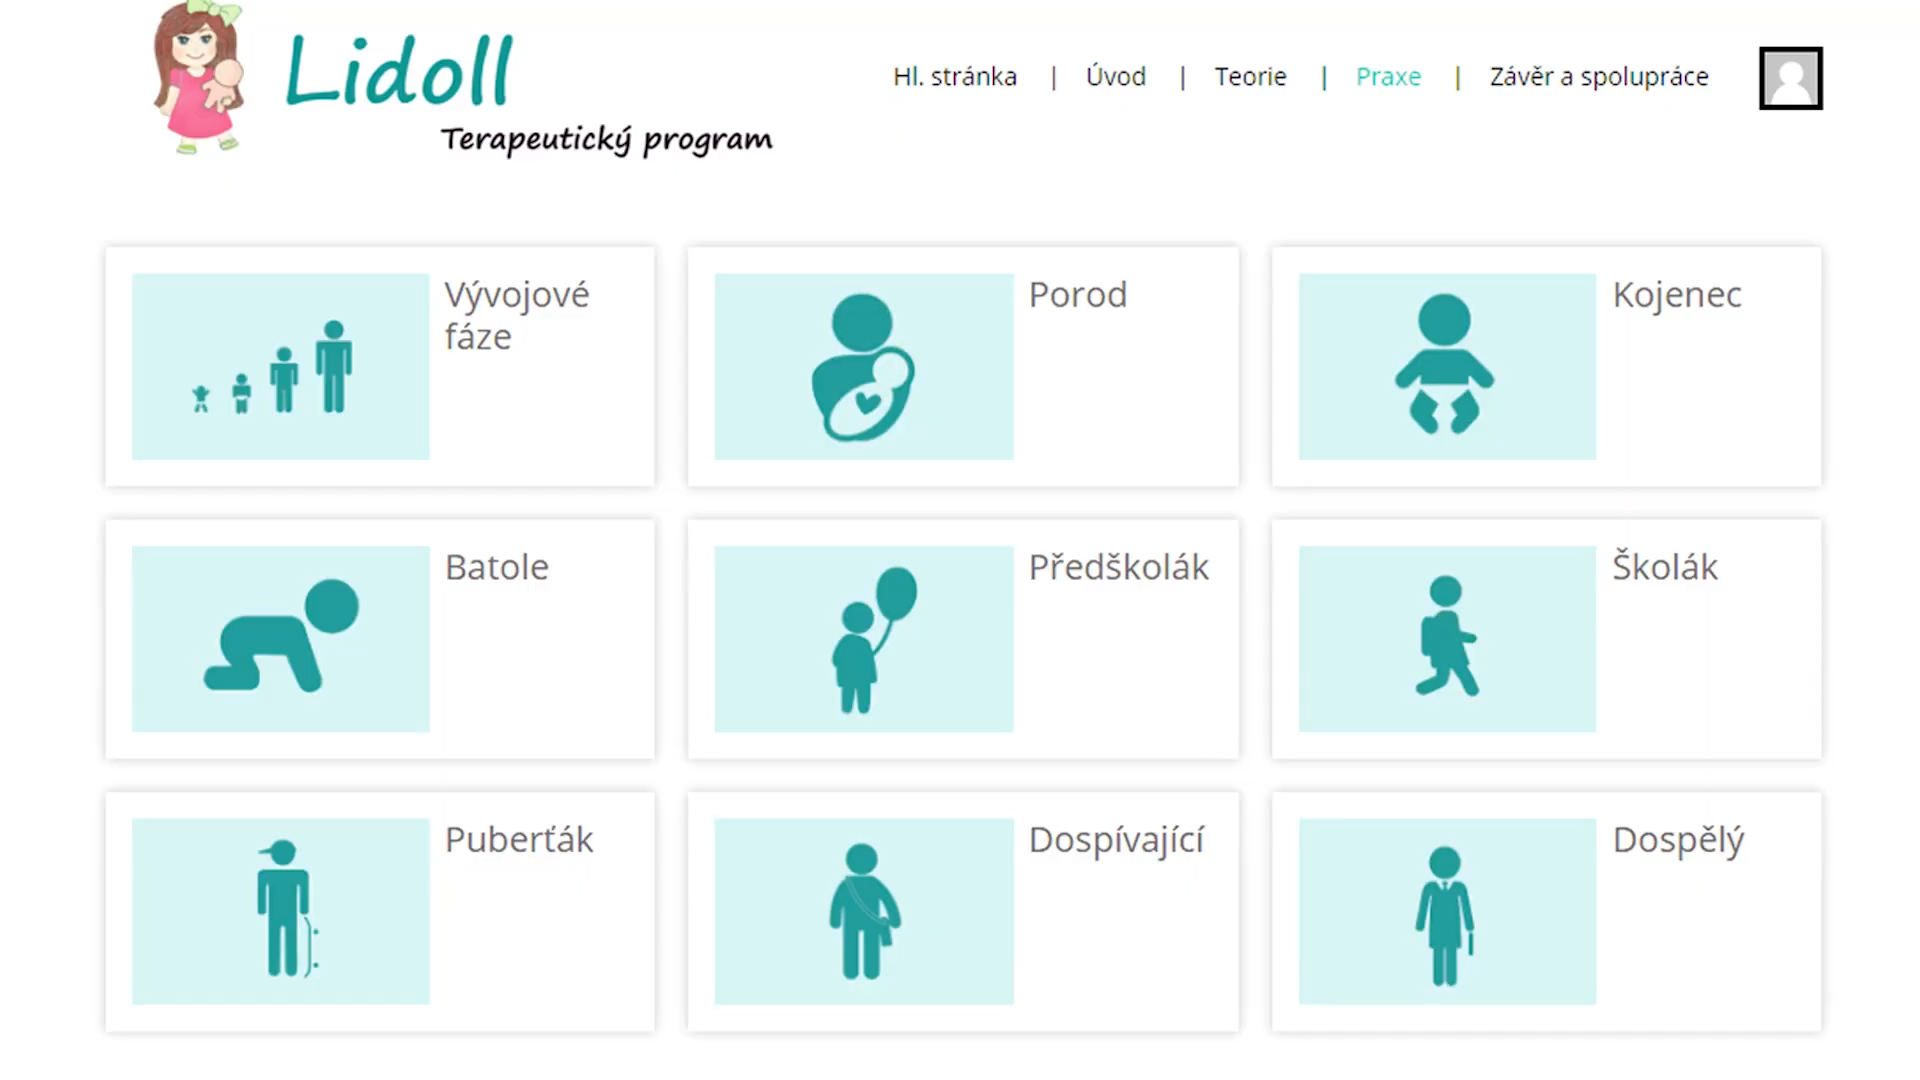 Lidoll
Terapeutický program
Hl. stránka | Úvod | Teorie | Praxe | Závěr a spolupráce
Vývojové
fáze
Porod
Kojenec
Batole
Předškolák
Školák
Puberťák
Dospívající
Dospělý